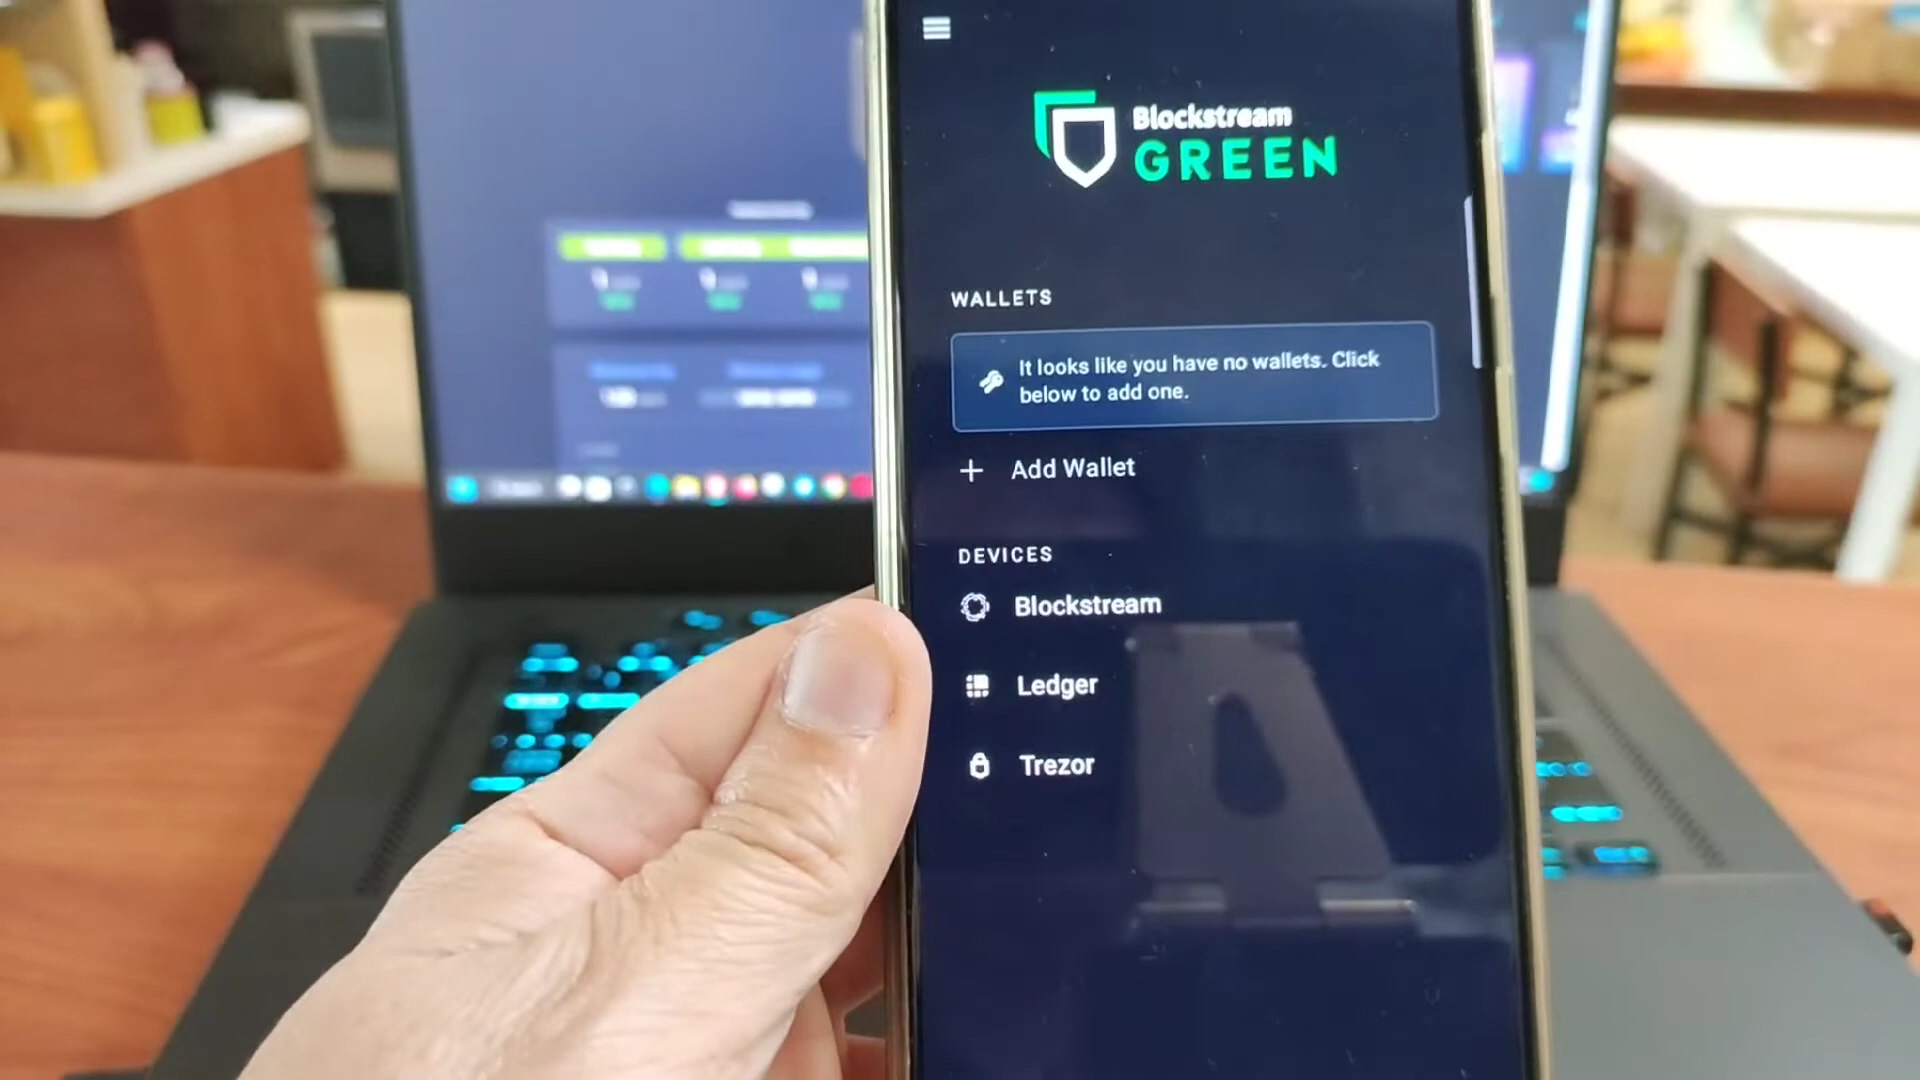 Blockstream
GREEN
WALLETS
It looks like you have no wallets. Click
below to add one.
Add Wallet
DEVICES
Blockstream
Ledger
Trezor